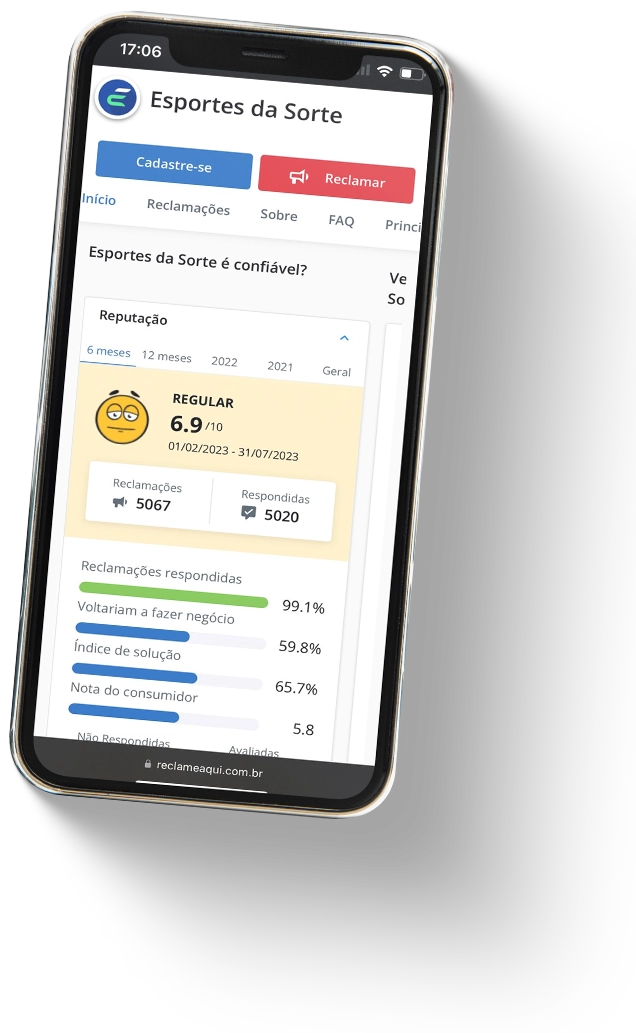 17:06
Esportes da Sorte
Cadastre-se
Reclamar
Início Reclamações Sobre FAQ Princi
Esportes da Sorte é confiável?
Ve
So
Reputação
6 meses 12 meses 2022 2021 Geral
REGULAR
6.9 /10
01/02/2023 - 31/07/2023
Reclamações
5067
Respondidas
5020
Reclamações respondidas
99.1%
Voltariam a fazer negócio
59.8%
Índice de solução
65.7%
Nota do consumidor
5.8
Não Respondidas Avaliadas
reclameaqui.com.br